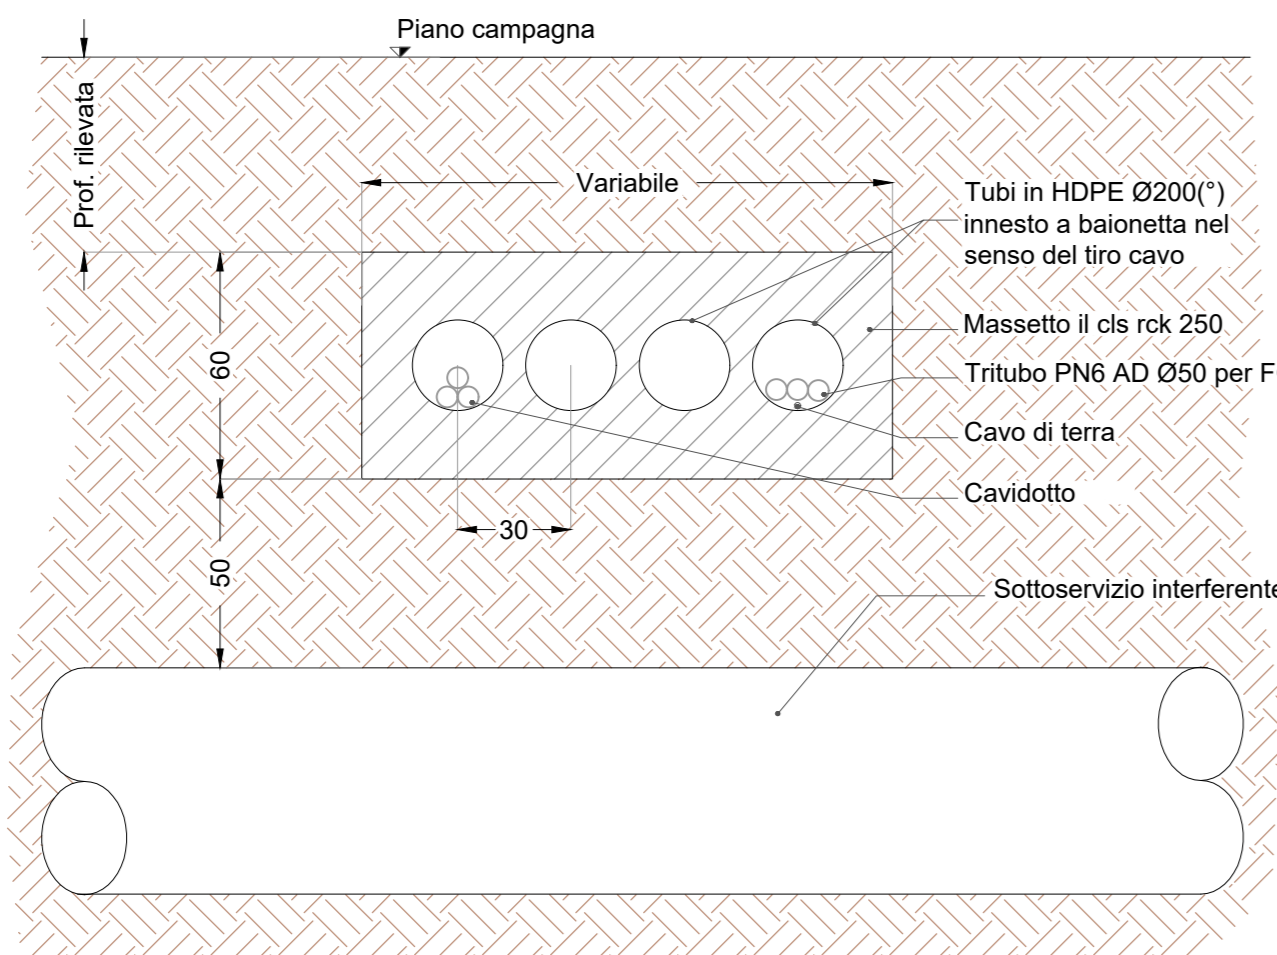 Piano campagna
Prof. rilevata
Variabile
Tubi in HDPE Ø200(°)
innesto a baionetta nel
senso del tiro cavo
Massetto il cls rck 250
60
Tritubo PN6 AD Ø50 per F
Cavo di terra
Cavidotto
30
50
Sottoservizio interferente